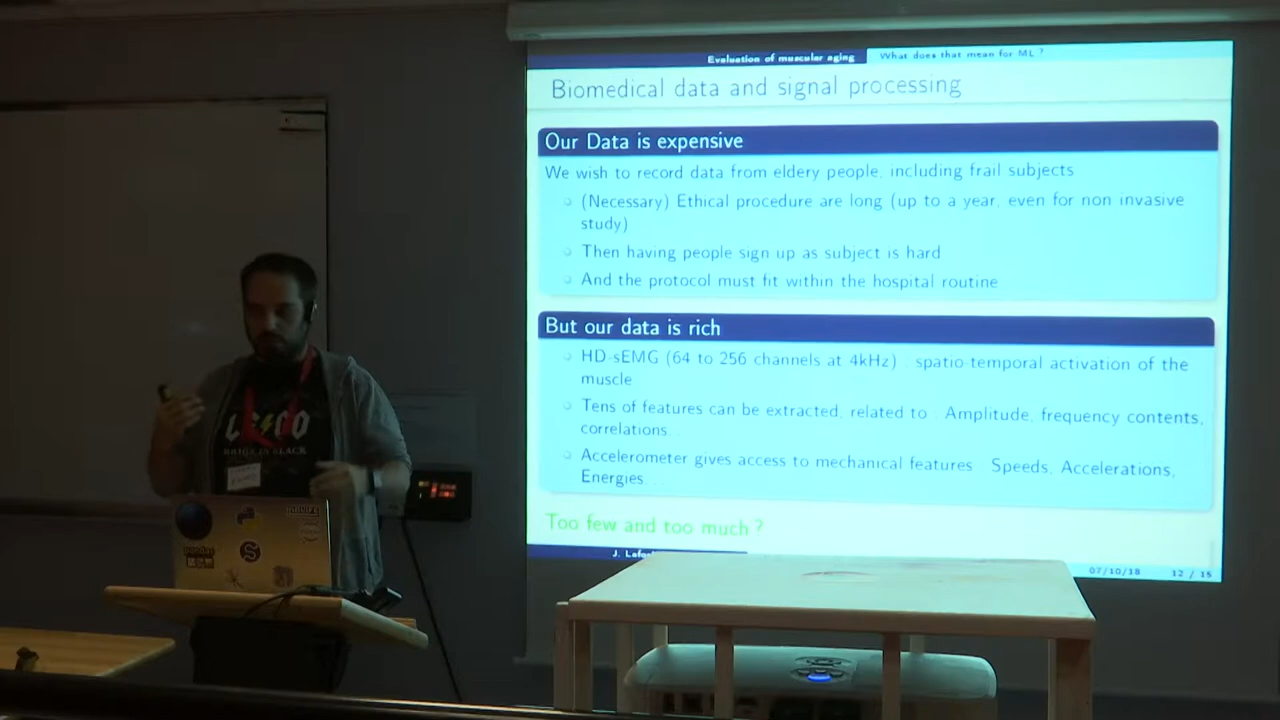 Evaluation of muscular aging What does that mean for ML ?
Biomedical data and signal processing
Our Data is expensive
We wish to record data from eldery people, including frail subjects
(Necessary) Ethical procedure are long (up to a year, even for non invasive
study)
Then having people sign up as subject is hard
And the protocol must fit within the hospital routine
But our data is rich
HD-sEMG (64 to 256 channels at 4kHz) : spatio temporal activation of the
muscle
Tens of features can be extracted, related to : Amplitude, frequency contents,
correlations...
Accelerometer gives access to mechanical features : Speeds, Accelerations,
Energies ...
Too few and too much ?
J. Lafor
07/10/18 12 / 15
BRICK IN BLACK
pandas